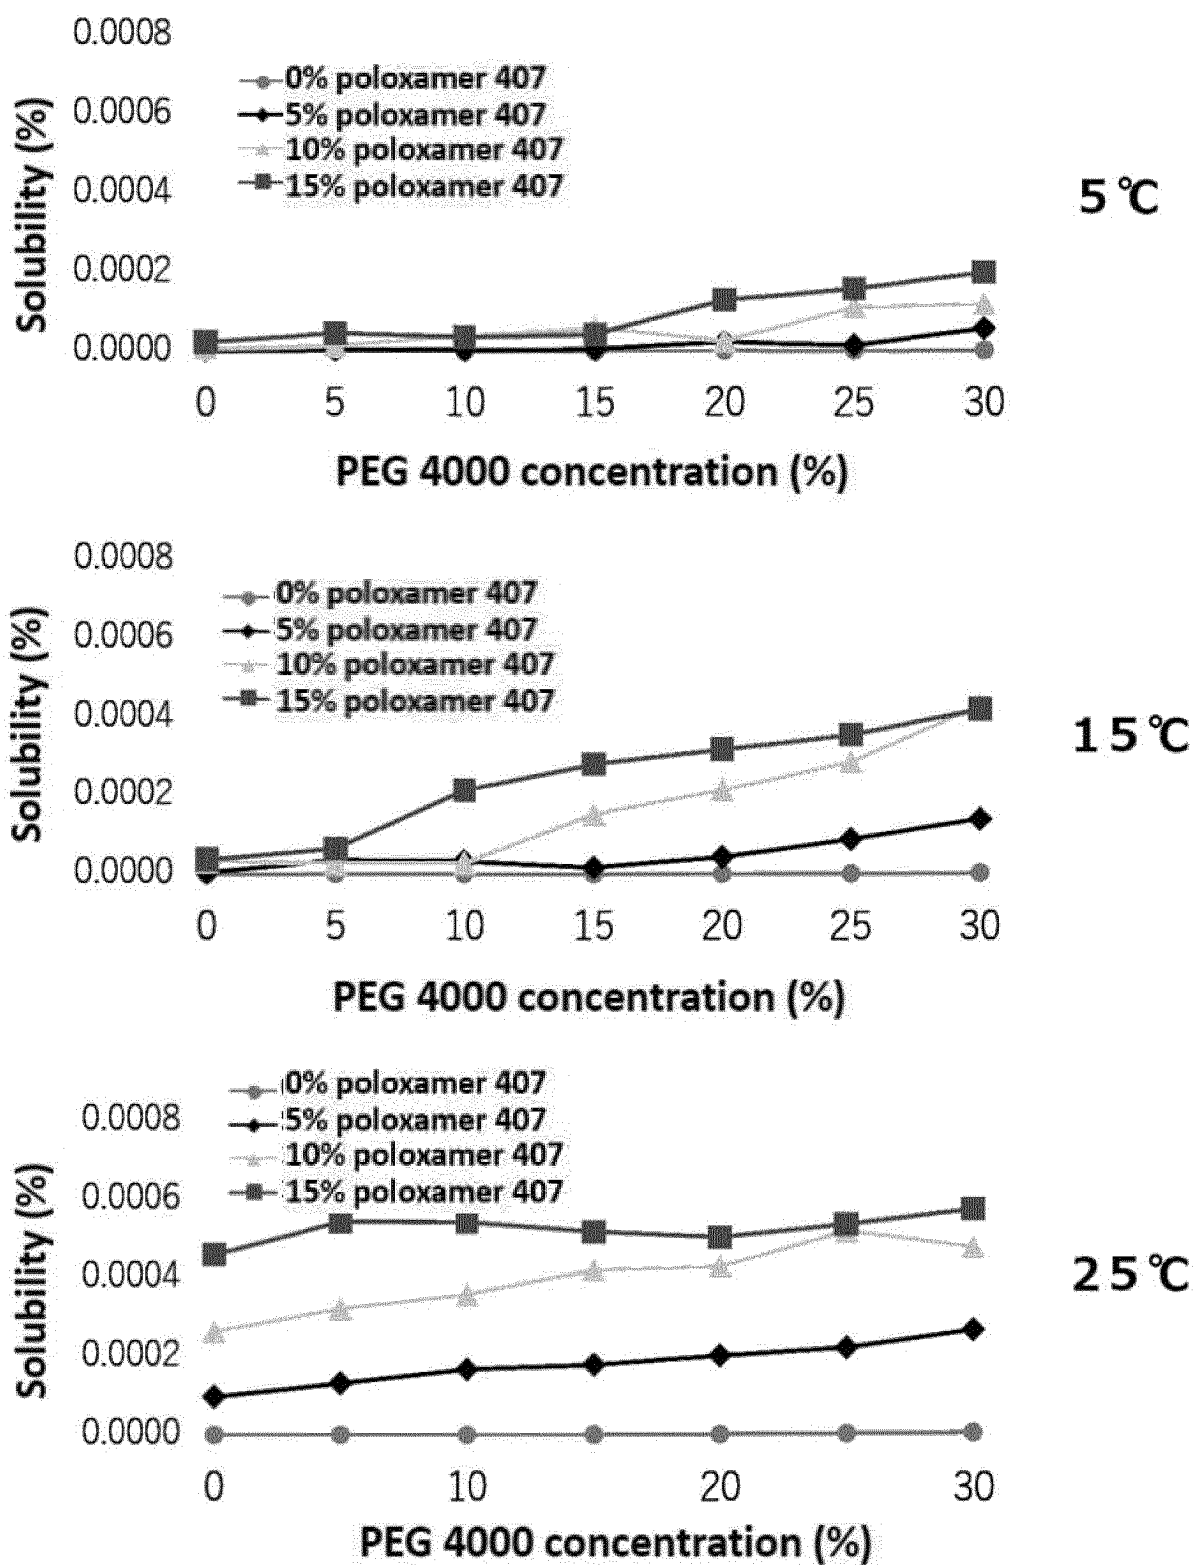 0.0008
0% poloxamer 407
0.0006
5% poloxamer 407
10% poloxamer 407
0.0004
15% poloxamer 407
5℃
0.0002
0.0000
Solubility (%)
0 5 10 15 20 25 30
PEG 4000 concentration (%)
0.0008
0% poloxamer 407
0.0006
5% poloxamer 407
10% poloxamer 407
0.0004
15% poloxamer 407
15℃
0.0002
0.0000
Solubility (%)
0 5 10 15 20 25 30
PEG 4000 concentration (%)
0% poloxamer 407
0.0008
5% poloxamer 407
10% poloxamer 407
0.0006
15% poloxamer 407
0.0004
25℃
0.0002
0.0000
Solubility (%)
0 10 20 30
PEG 4000 concentration (%)